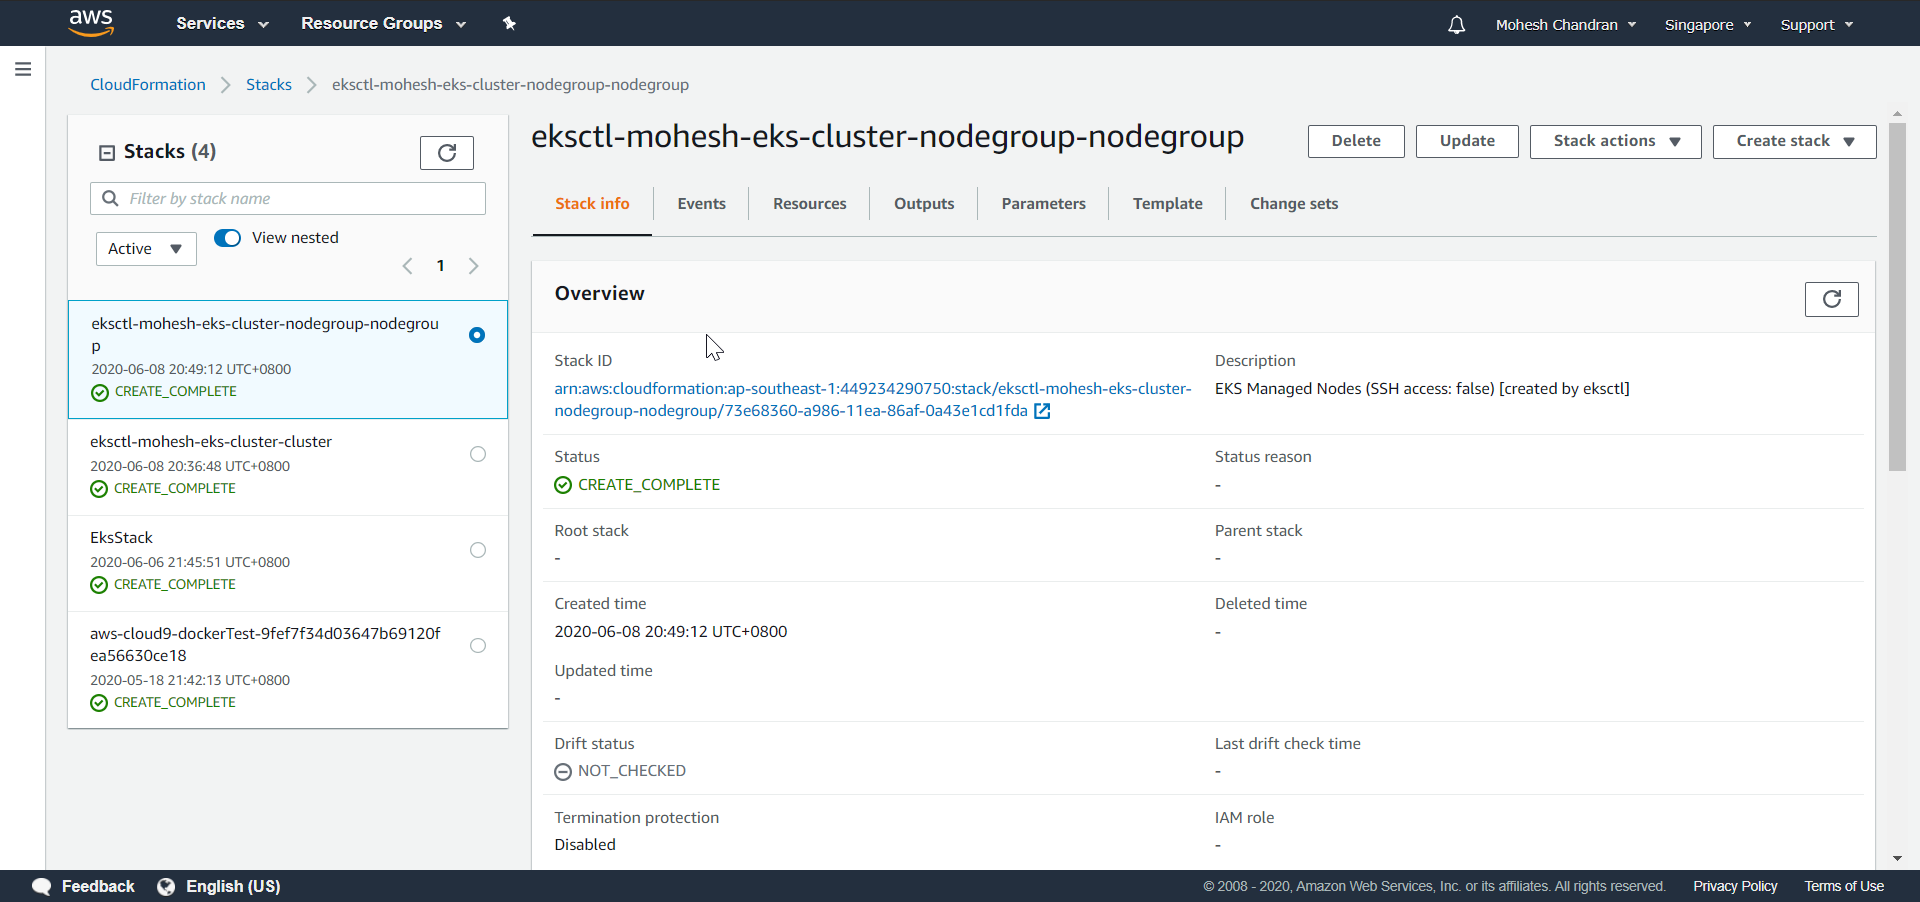 aws
Services
Resource Groups
Mohesh Chandran
Singapore
Support
CloudFormation
Stacks
eksctl-mohesh-eks-cluster-nodegroup-nodegroup
Stacks (4)
Filter by stack name
Active
View nested
1
eksctl-mohesh-eks-cluster-nodegroup-nodegrou
p
2020-06-08 20:49:12 UTC+0800
CREATE_COMPLETE
eksctl-mohesh-eks-cluster-cluster
2020-06-08 20:36:48 UTC+0800
CREATE_COMPLETE
EksStack
2020-06-06 21:45:51 UTC+0800
CREATE_COMPLETE
aws-cloud9-dockerTest-9fef7f34d03647b69120f
ea56630ce18
2020-05-18 21:42:13 UTC+0800
CREATE_COMPLETE
eksctl-mohesh-eks-cluster-nodegroup-nodegroup
Delete
Update
Stack actions
Create stack
Stack info
Events
Resources
Outputs
Parameters
Template
Change sets
Overview
Stack ID
arn:aws:cloudformation:ap-southeast-1:449234290750:stack/eksctl-mohesh-eks-cluster-
nodegroup-nodegroup/73e68360-a986-11ea-86af-0a43e1cd1fda
Description
EKS Managed Nodes (SSH access: false) [created by eksctl]
Status
CREATE_COMPLETE
Status reason
-
Root stack
-
Parent stack
-
Created time
2020-06-08 20:49:12 UTC+0800
Deleted time
-
Updated time
-
Drift status
NOT_CHECKED
Last drift check time
-
Termination protection
Disabled
IAM role
-
Feedback
English (US)
© 2008 - 2020, Amazon Web Services, Inc. or its affiliates. All rights reserved.
Privacy Policy
Terms of Use